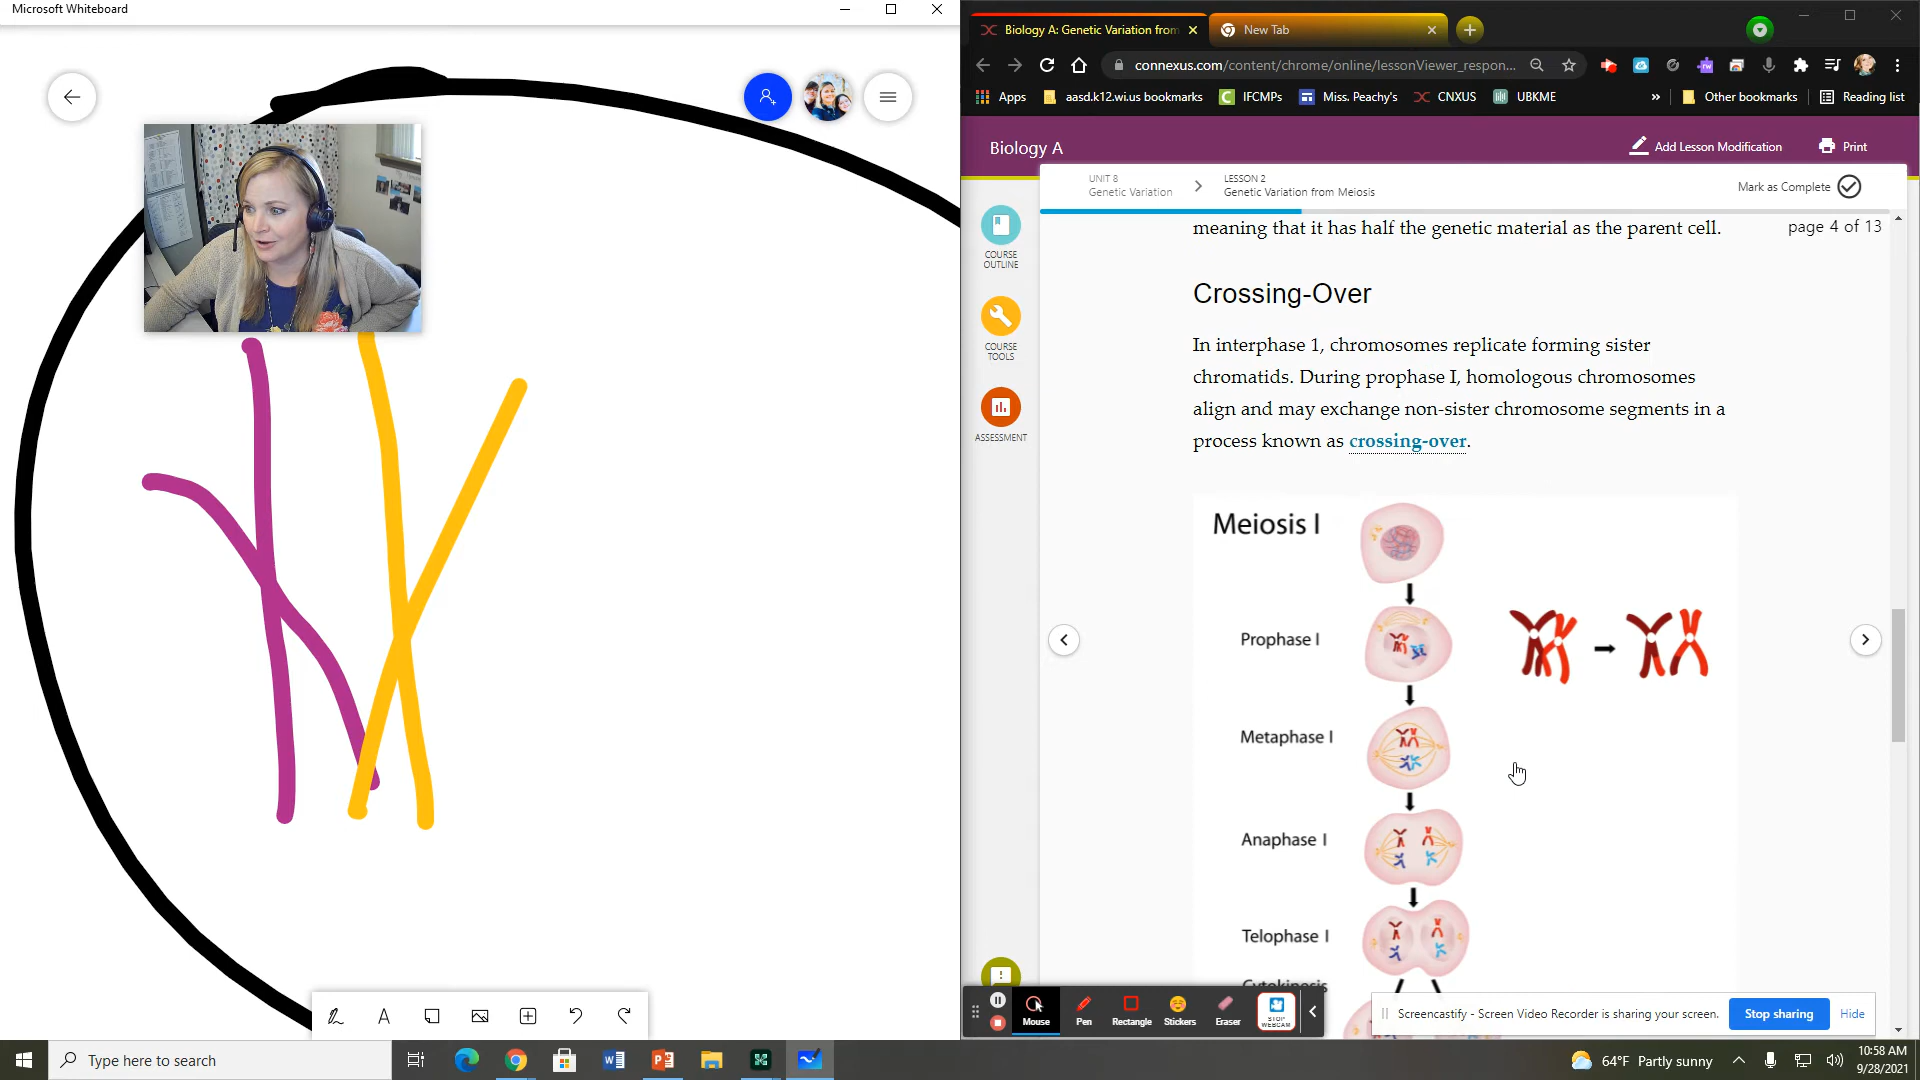 Microsoft Whiteboard
Biology A: Genetic Variation from
New Tab
connexus.com/content/chrome/online/lessonViewer_respon...
Apps
aasd.k12.wi.us bookmarks
IFCMPs
Miss. Peachy's
CNXUS
UBKME
»
Other bookmarks
Reading list
Biology A
Add Lesson Modification
Print
UNIT 8
Genetic Variation
LESSON 2
Genetic Variation from Meiosis
Mark as Complete
COURSE
OUTLINE
COURSE
TOOLS
ASSESSMENT
page 4 of 13
meaning that it has half the genetic material as the parent cell.
Crossing-Over
In interphase 1, chromosomes replicate forming sister
chromatids. During prophase I, homologous chromosomes
align and may exchange non-sister chromosome segments in a
process known as crossing-over.
Meiosis I
Prophase I
Metaphase I
Anaphase I
Telophase I
Cytokinesis
Mouse
Pen
Rectangle
Stickers
Eraser
STOP
WEBCAM
Screencastify - Screen Video Recorder is sharing your screen.
Stop sharing
Hide
Type here to search
64°F Partly sunny
10:58 AM
9/28/2021